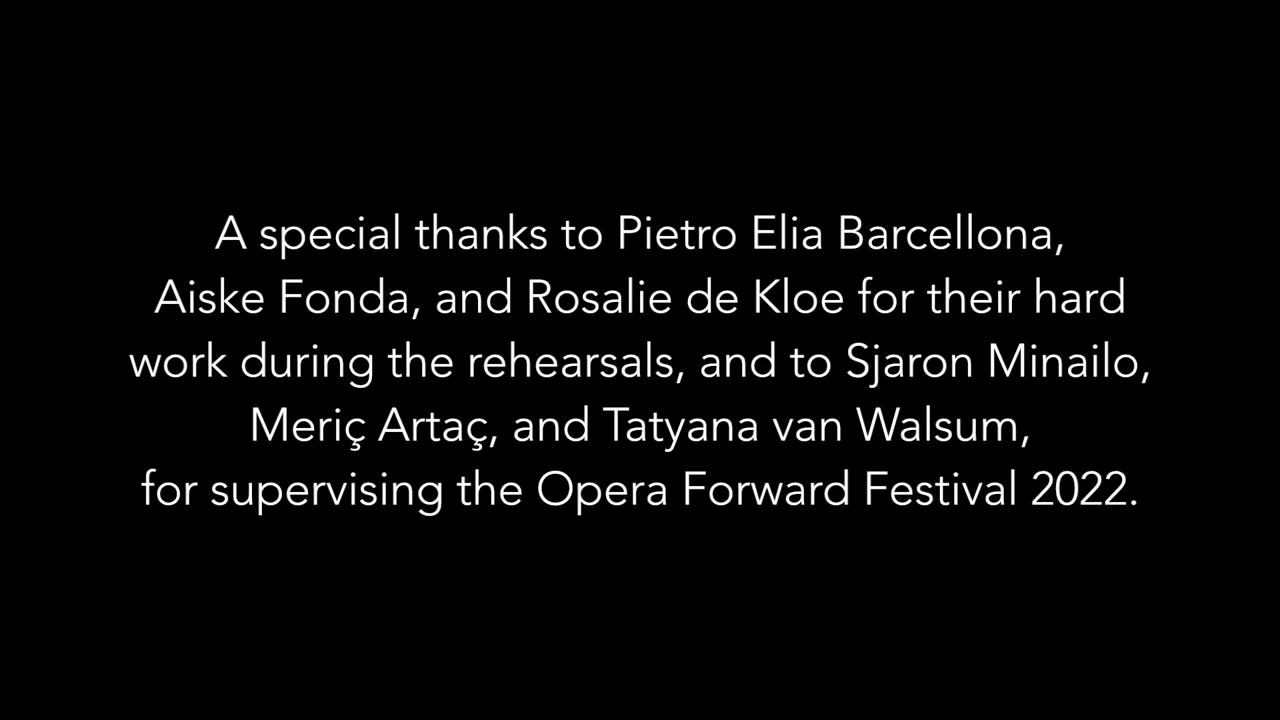 A special thanks to Pietro Elia Barcellona,
Aiske Fonda, and Rosalie de Kloe for their hard
work during the rehearsals, and to Sjaron Minailo,
Meriç Artaç, and Tatyana van Walsum,
for supervising the Opera Forward Festival 2022.